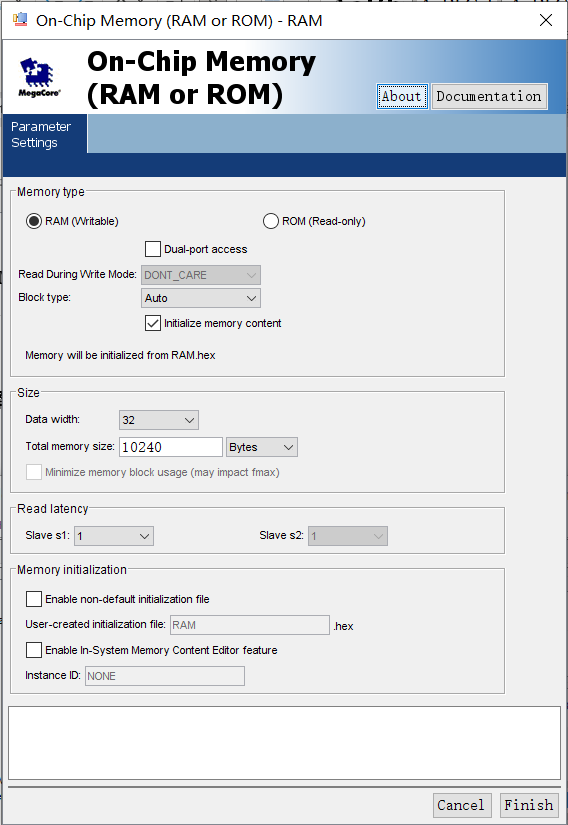 On-Chip Memory (RAM or ROM) - RAM
MegaCore®
On-Chip Memory
(RAM or ROM)
About
Documentation
Parameter
Settings
Memory type
RAM (Writable)
ROM (Read-only)
Dual-port access
Read During Write Mode: DONT_CARE
Block type: Auto
Initialize memory content
Memory will be initialized from RAM.hex
Size
Data width: 32
Total memory size: 10240 Bytes
Minimize memory block usage (may impact fmax)
Read latency
Slave s1: 1
Slave s2: 1
Memory initialization
Enable non-default initialization file
User-created initialization file: RAM .hex
Enable In-System Memory Content Editor feature
Instance ID: NONE
Cancel
Finish